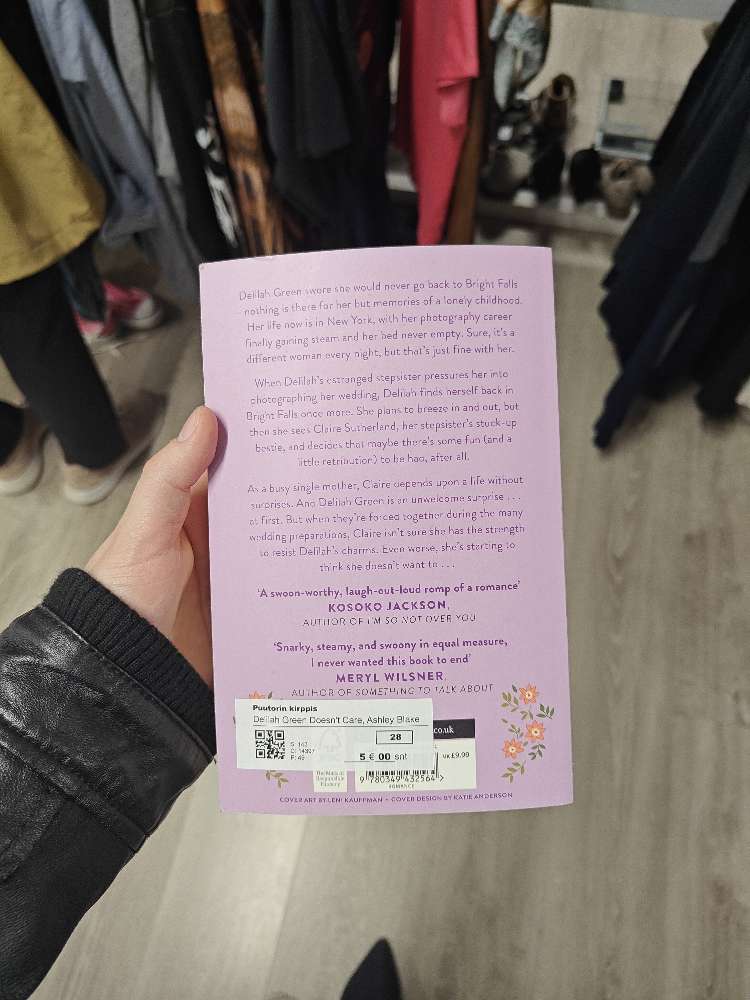 Delilah Green swore she would never go back to Bright Falls
– nothing is there for her but memories of a lonely childhood.
Her life now is in New York, with her photography career
finally gaining steam and her bed never empty. Sure, it's a
different woman every night, but that's just fine with her.
When Delilah's estranged stepsister pressures her into
photographing her wedding, Delilah finds herself back in
Bright Falls once more. She plans to breeze in and out, but
then she sees Claire Sutherland, her stepsister's stuck-up
bestie, and decides that maybe there's some fun (and a
little retribution) to be had, after all.
As a busy single mother, Claire depends upon a life without
surprises. And Delilah Green is an unwelcome surprise . . .
at first. But when they're forced together during the many
wedding preparations, Claire isn't sure she has the strength
to resist Delilah's charms. Even worse, she's starting to
think she doesn't want to . . .
'A swoon-worthy, laugh-out-loud romp of a romance'
KOSOKO JACKSON,
AUTHOR OF I'M SO NOT OVER YOU
'Snarky, steamy, and swoony in equal measure,
I never wanted this book to end'
MERYL WILSNER,
AUTHOR OF SOMETHING TO TALK ABOUT
Puutorin kirppis
Delilah Green Doesn't Care, Ashley Blake
28
5 € 00 snt
co.uk
VK £9.99
9 780349 432564 >
ROMANCE
COVER ART BY LENI KAUFFMAN • COVER DESIGN BY KATIE ANDERSON